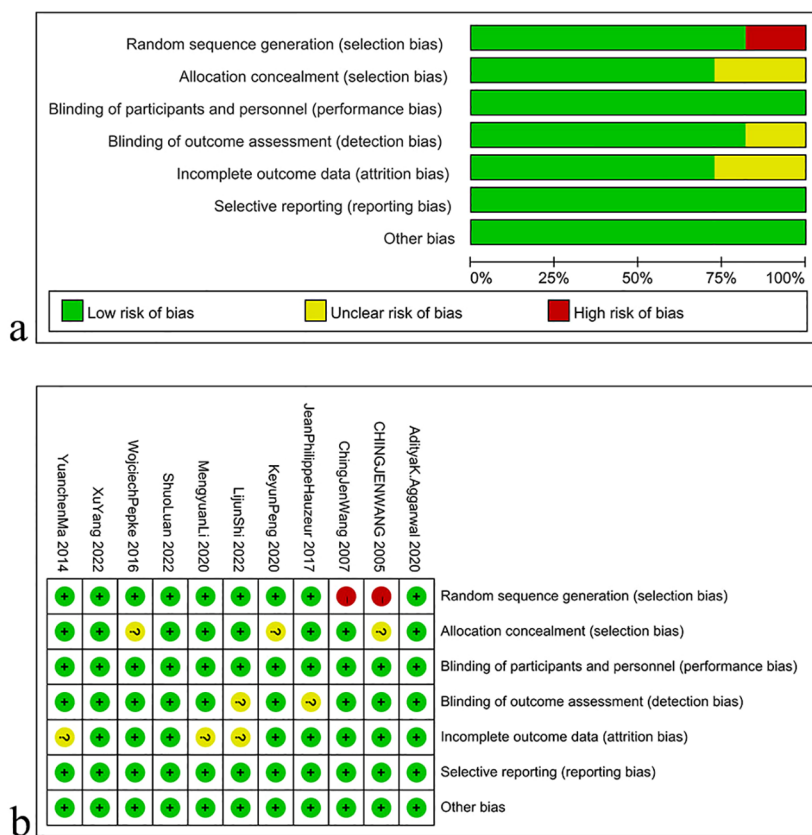 Random sequence generation (selection bias)
Allocation concealment (selection bias)
Blinding of participants and personnel (performance bias)
Blinding of outcome assessment (detection bias)
Incomplete outcome data (attrition bias)
Selective reporting (reporting bias)
Other bias
0% 25% 50% 75% 100%
Low risk of bias Unclear risk of bias High risk of bias
a
YuanchenMa 2014
XuYang 2022
WojciechPepke 2016
ShuoLuan 2022
MengyuanLi 2020
LijunShi 2022
KeyunPeng 2020
JeanPhilippeHauzeur 2017
ChingJenWang 2007
CHINGJENWANG 2005
AdityaK.Aggarwal 2020
+ + + + + + + + - - + Random sequence generation (selection bias)
+ + ? + + + ? + + ? + Allocation concealment (selection bias)
+ + + + + + + + + + + Blinding of participants and personnel (performance bias)
+ + + + + ? + ? + + + Blinding of outcome assessment (detection bias)
? + + + ? ? + + + + + Incomplete outcome data (attrition bias)
+ + + + + + + + + + + Selective reporting (reporting bias)
+ + + + + + + + + + + Other bias
b